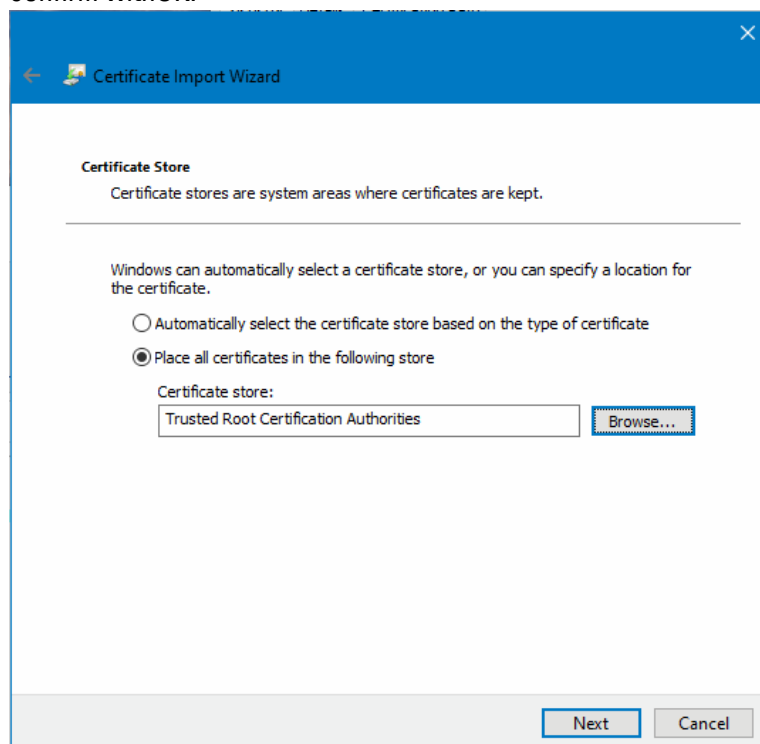 Certificate Import Wizard
Certificate Store
Certificate stores are system areas where certificates are kept.
Windows can automatically select a certificate store, or you can specify a location for
the certificate.
Automatically select the certificate store based on the type of certificate
Place all certificates in the following store
Certificate store:
Trusted Root Certification Authorities
Browse...
Next
Cancel